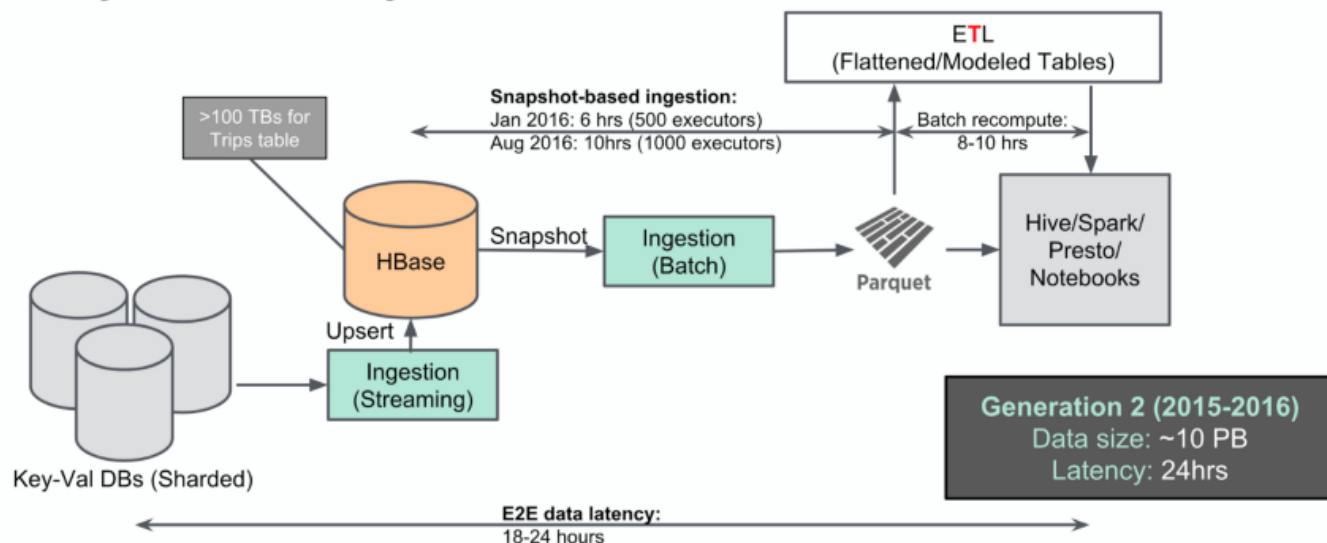 ETL
(Flattened/Modeled Tables)
>100 TBs for
Trips table
Snapshot-based ingestion:
Jan 2016: 6 hrs (500 executors)
Aug 2016: 10hrs (1000 executors)
Batch recompute:
8-10 hrs
HBase
Snapshot
Ingestion
(Batch)
Parquet
Hive/Spark/
Presto/
Notebooks
Upsert
Ingestion
(Streaming)
Key-Val DBs (Sharded)
Generation 2 (2015-2016)
Data size: ~10 PB
Latency: 24hrs
E2E data latency:
18-24 hours